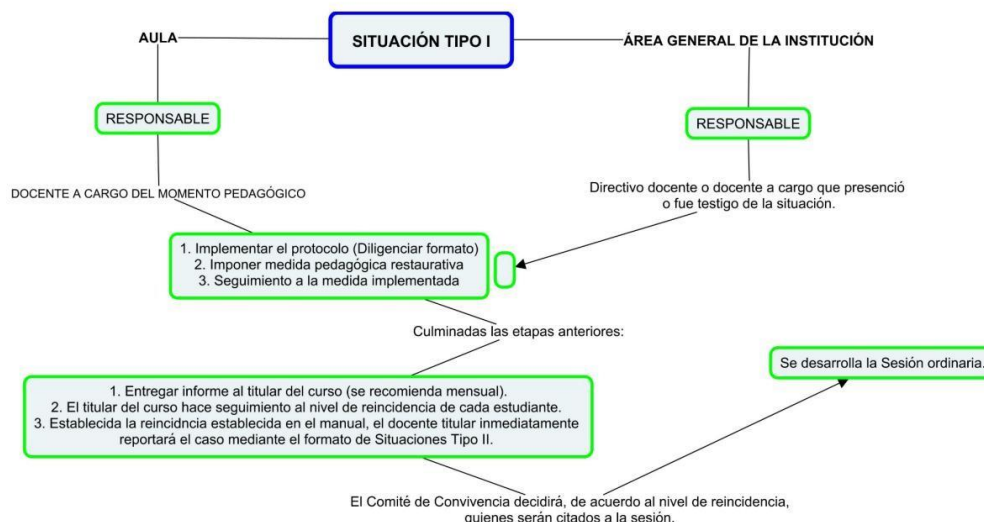 SITUACIÓN TIPO I
AULA
ÁREA GENERAL DE LA INSTITUCIÓN
RESPONSABLE
RESPONSABLE
DOCENTE A CARGO DEL MOMENTO PEDAGÓGICO
Directivo docente o docente a cargo que presenció
o fue testigo de la situación.
1. Implementar el protocolo (Diligenciar formato)
2. Imponer medida pedagógica restaurativa
3. Seguimiento a la medida implementada
Culminadas las etapas anteriores:
Se desarrolla la Sesión ordinaria.
1. Entregar informe al titular del curso (se recomienda mensual).
2. El titular del curso hace seguimiento al nivel de reincidencia de cada estudiante.
3. Establecida la reincidncia establecida en el manual, el docente titular inmediatamente
reportará el caso mediante el formato de Situaciones Tipo II.
El Comité de Convivencia decidirá, de acuerdo al nivel de reincidencia,
quienes serán citados a la sesión.